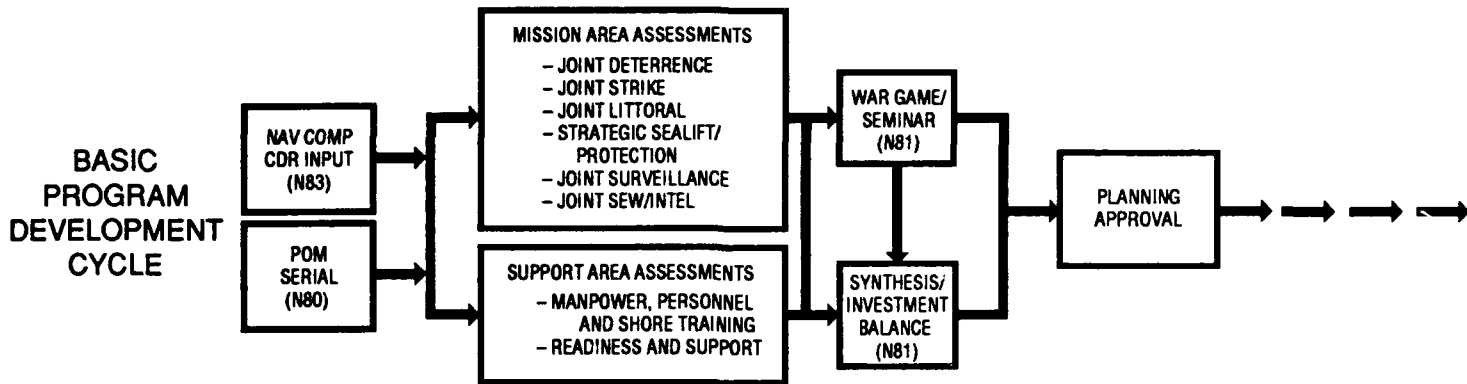 BASIC
PROGRAM
DEVELOPMENT
CYCLE
NAV COMP
CDR INPUT
(N83)
POM
SERIAL
(N80)
MISSION AREA ASSESSMENTS
– JOINT DETERRENCE
– JOINT STRIKE
– JOINT LITTORAL
– STRATEGIC SEALIFT/
PROTECTION
– JOINT SURVEILLANCE
– JOINT SEW/INTEL
SUPPORT AREA ASSESSMENTS
– MANPOWER, PERSONNEL
AND SHORE TRAINING
– READINESS AND SUPPORT
WAR GAME/
SEMINAR
(N81)
SYNTHESIS/
INVESTMENT
BALANCE
(N81)
PLANNING
APPROVAL